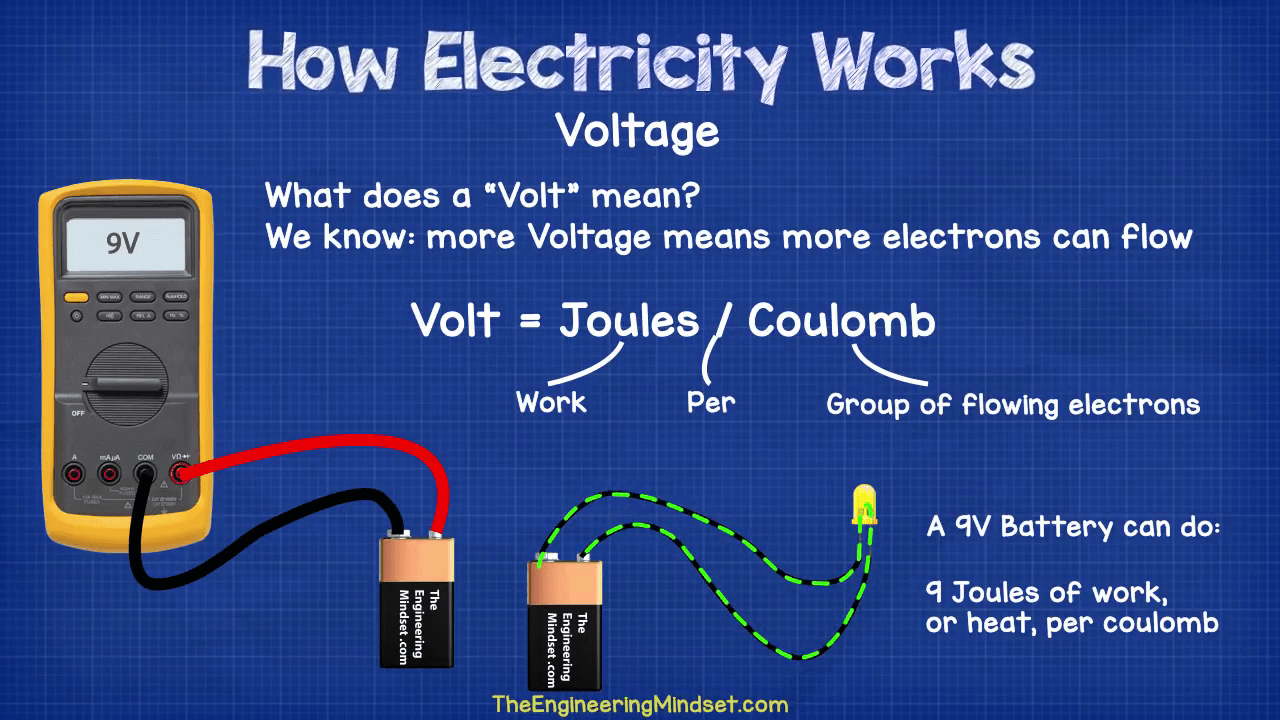 How Electricity Works
Voltage
What does a “Volt” mean?
We know: more Voltage means more electrons can flow
9V
MIN MAX
RANGE
AutoHOLD
REL △
Hz %
Volt = Joules / Coulomb
Work
Per
Group of flowing electrons
OFF
A
mA µA
COM
VΩ
A 9V Battery can do:
9 Joules of work,
or heat, per coulomb
The
Engineering
Mindset .com
The
Engineering
Mindset .com
TheEngineeringMindset.com